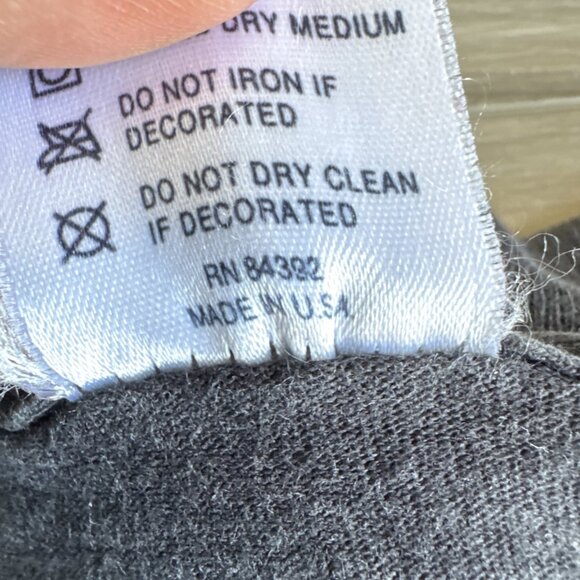 DRY MEDIUM
DO NOT IRON IF
DECORATED
DO NOT DRY CLEAN
IF DECORATED
RN 84392
MADE IN U.S.A.